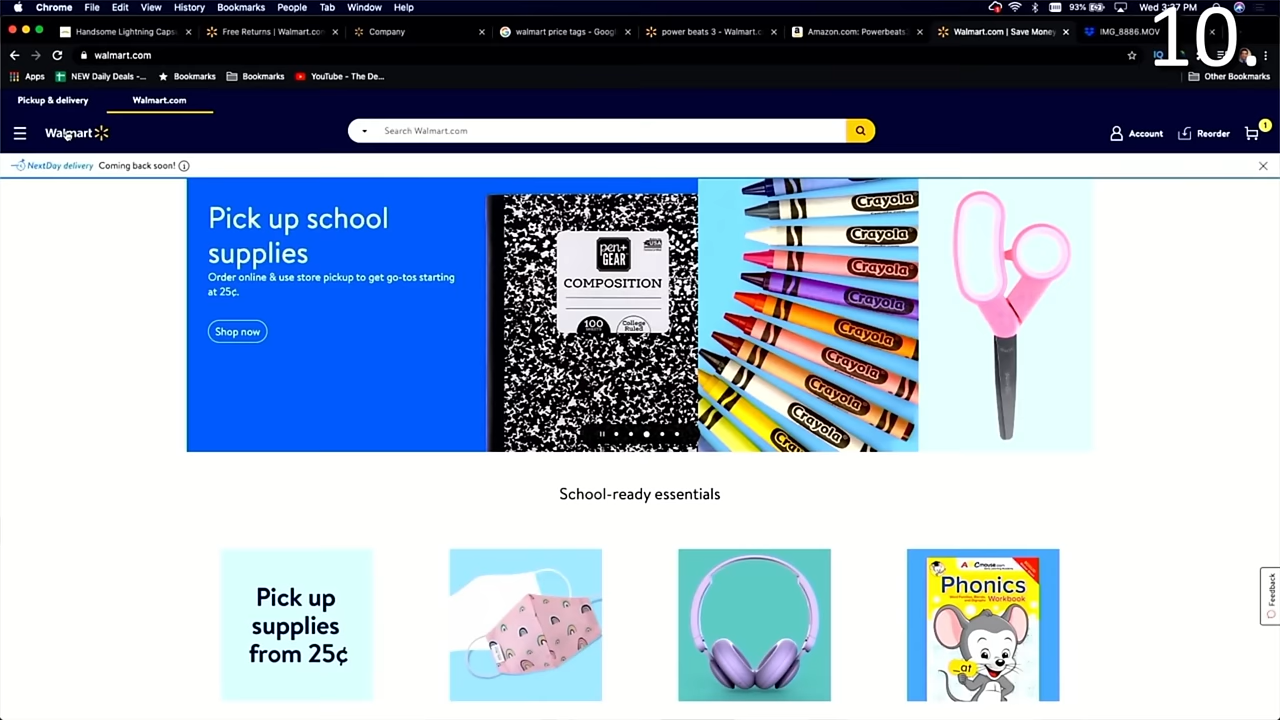 Chrome File Edit View History Bookmarks People Tab Window Help 93% Wed 3:37 PM
10.
Handsome Lightning Caps Free Returns | Walmart.co Company walmart price tags - Goog power beats 3 - Walmart.c Amazon.com: Powerbeats Walmart.com | Save Money IMG_8886.MOV
walmart.com
Apps NEW Daily Deals -... Bookmarks Bookmarks YouTube - The De... Other Bookmarks
Pickup & delivery Walmart.com
Walmart Search Walmart.com Account Reorder 1
NextDay delivery Coming back soon!
Pick up school
supplies
Order online & use store pickup to get go-tos starting
at 25¢.
Shop now
pen+
GEAR
USA
COMPOSITION
100
College
Ruled
Crayola
Crayola
Crayola
Crayola
Crayola
Crayola
Crayola
Crayola
Crayola
School-ready essentials
Pick up
supplies
from 25¢
ABCmouse.com
Phonics
Workbook
_at
Feedback